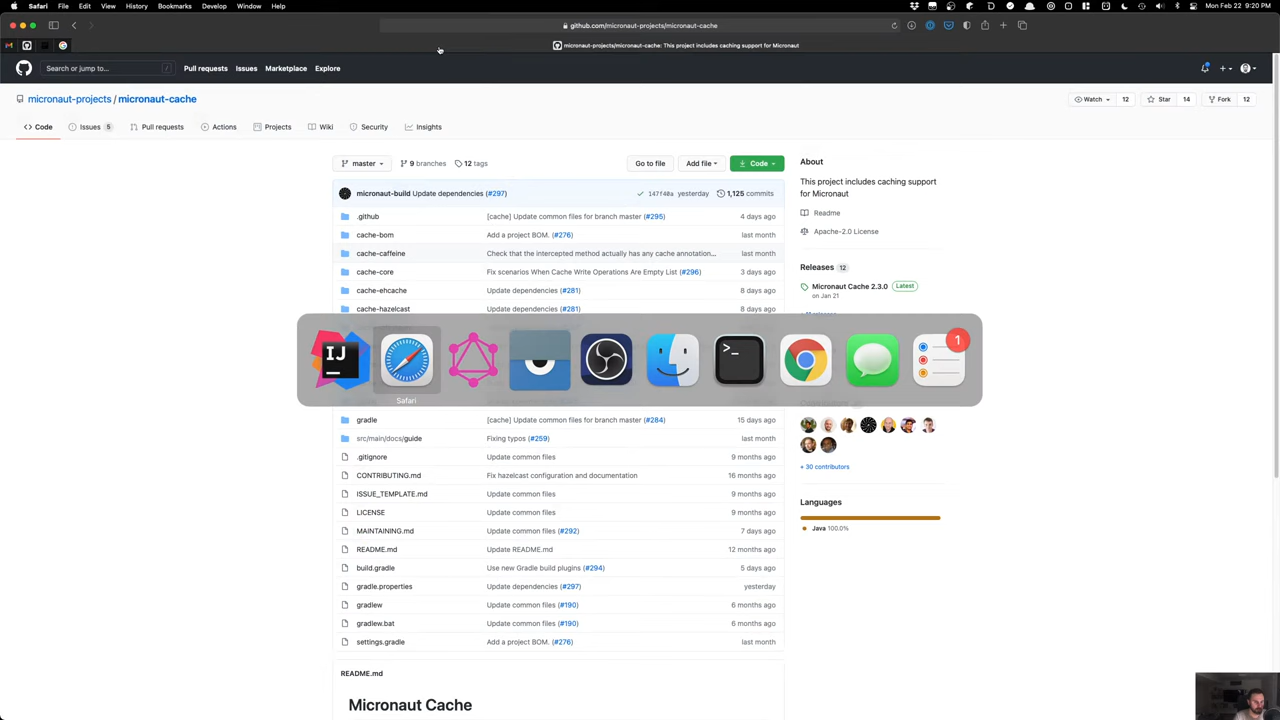 Safari File Edit View History Bookmarks Develop Window Help Mon Feb 22 9:20 PM
github.com/micronaut-projects/micronaut-cache
micronaut-projects/micronaut-cache: This project includes caching support for Micronaut
Search or jump to... / Pull requests Issues Marketplace Explore
micronaut-projects / micronaut-cache Watch 12 Star 14 Fork 12
Code Issues 5 Pull requests Actions Projects Wiki Security Insights
master 9 branches 12 tags Go to file Add file Code
micronaut-build Update dependencies (#297) 147f40a yesterday 1,125 commits
.github [cache] Update common files for branch master (#295) 4 days ago
cache-bom Add a project BOM. (#276) last month
cache-caffeine Check that the intercepted method actually has any cache annotation... last month
cache-core Fix scenarios When Cache Write Operations Are Empty List (#296) 3 days ago
cache-ehcache Update dependencies (#281) 8 days ago
cache-hazelcast Update dependencies (#281) 8 days ago
IJ
1
Safari
gradle [cache] Update common files for branch master (#284) 15 days ago
src/main/docs/guide Fixing typos (#259) last month
.gitignore Update common files 9 months ago
CONTRIBUTING.md Fix hazelcast configuration and documentation 16 months ago
ISSUE_TEMPLATE.md Update common files 9 months ago
LICENSE Update common files 9 months ago
MAINTAINING.md Update common files (#292) 7 days ago
README.md Update README.md 12 months ago
build.gradle Use new Gradle build plugins (#294) 5 days ago
gradle.properties Update dependencies (#297) yesterday
gradlew Update common files (#190) 6 months ago
gradlew.bat Update common files (#190) 6 months ago
settings.gradle Add a project BOM. (#276) last month
README.md
Micronaut Cache
About
This project includes caching support
for Micronaut
Readme
Apache-2.0 License
Releases 12
Micronaut Cache 2.3.0 Latest
on Jan 21
+ 30 contributors
Languages
Java 100.0%